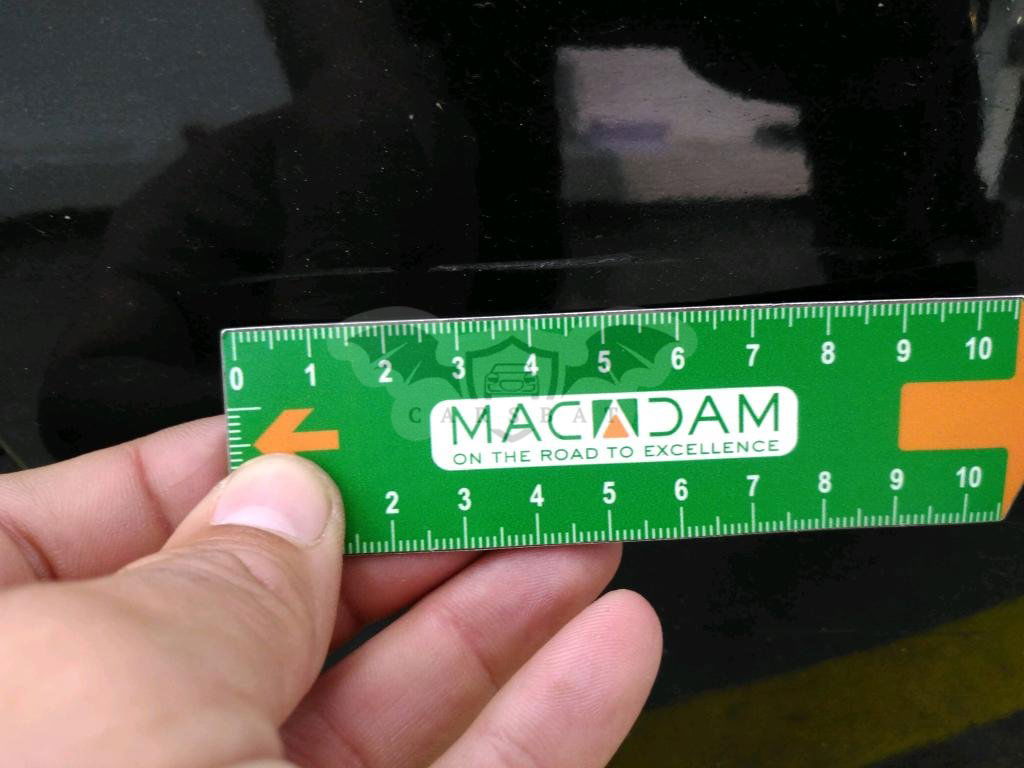 0 1 2 3 4 5 6 7 8 9 10
MACADAM
CARSBAT
ON THE ROAD TO EXCELLENCE
2 3 4 5 6 7 8 9 10